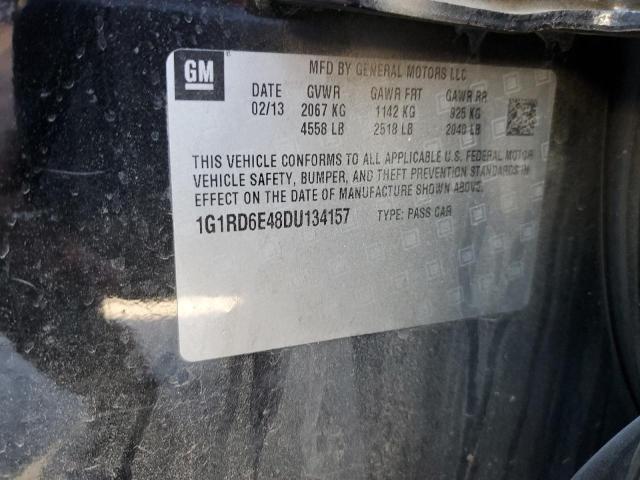 GM
MFD BY GENERAL MOTORS LLC
DATE GVWR GAWR FRT GAWR RR
02/13 2067 KG 1142 KG 925 KG
4558 LB 2518 LB 2040 LB
THIS VEHICLE CONFORMS TO ALL APPLICABLE U.S. FEDERAL MOTOR
VEHICLE SAFETY, BUMPER, AND THEFT PREVENTION STANDARDS IN
EFFECT ON THE DATE OF MANUFACTURE SHOWN ABOVE.
1G1RD6E48DU134157 TYPE: PASS CAR